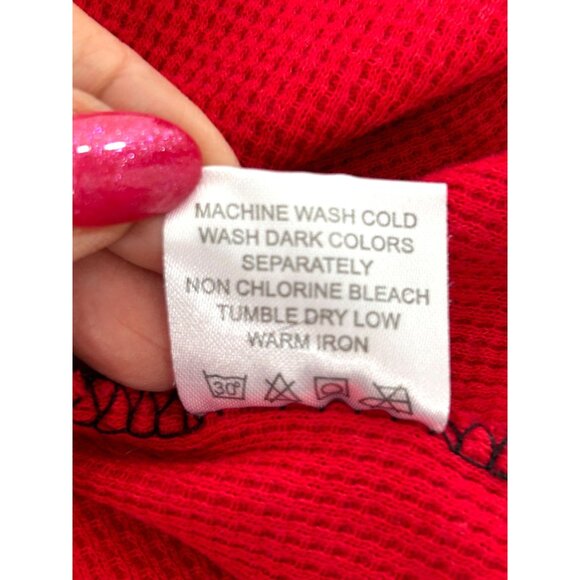 MACHINE WASH COLD
WASH DARK COLORS
SEPARATELY
NON CHLORINE BLEACH
TUMBLE DRY LOW
WARM IRON
30°